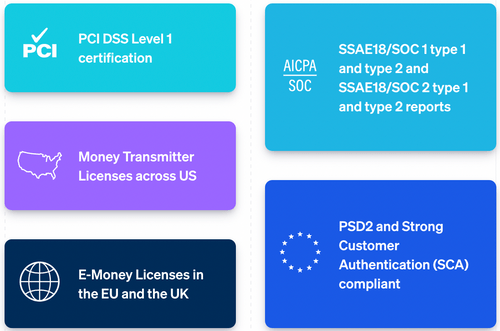 PCI
PCI DSS Level 1
certification
Money Transmitter
Licenses across US
E-Money Licenses in
the EU and the UK
AICPA
SOC
SSAE18/SOC 1 type 1
and type 2 and
SSAE18/SOC 2 type 1
and type 2 reports
PSD2 and Strong
Customer
Authentication (SCA)
compliant